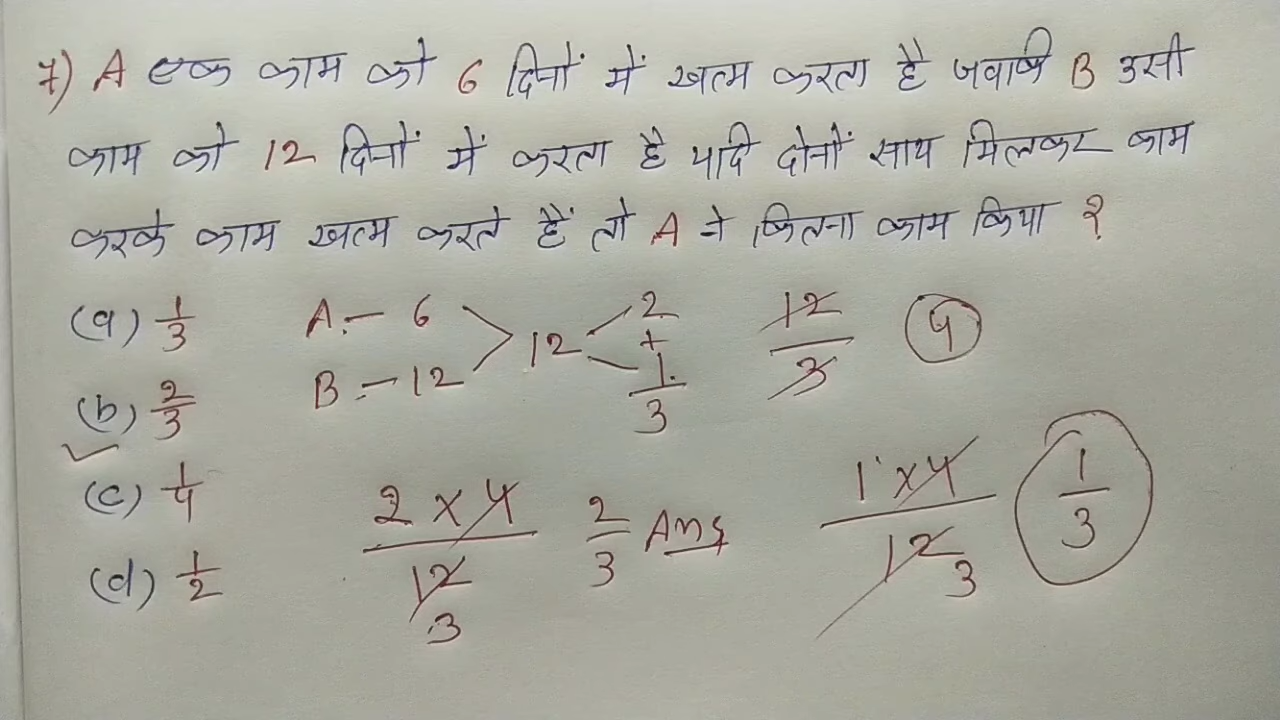 7) A एक काम को 6 दिनों में खत्म करता है जबकि B उसी
काम को 12 दिनों में करता है यदि दोनों साथ मिलकर काम
करके काम खत्म करते हैं तो A ने कितना काम किया ?
(a) 1/3
(b) 2/3
(c) 1/4
(d) 1/2
A - 6
B - 12
12
2
+
1
3
12/3 4
2 × 4 / 12 3
2/3 Ans
1 × 4 / 12 3
1/3